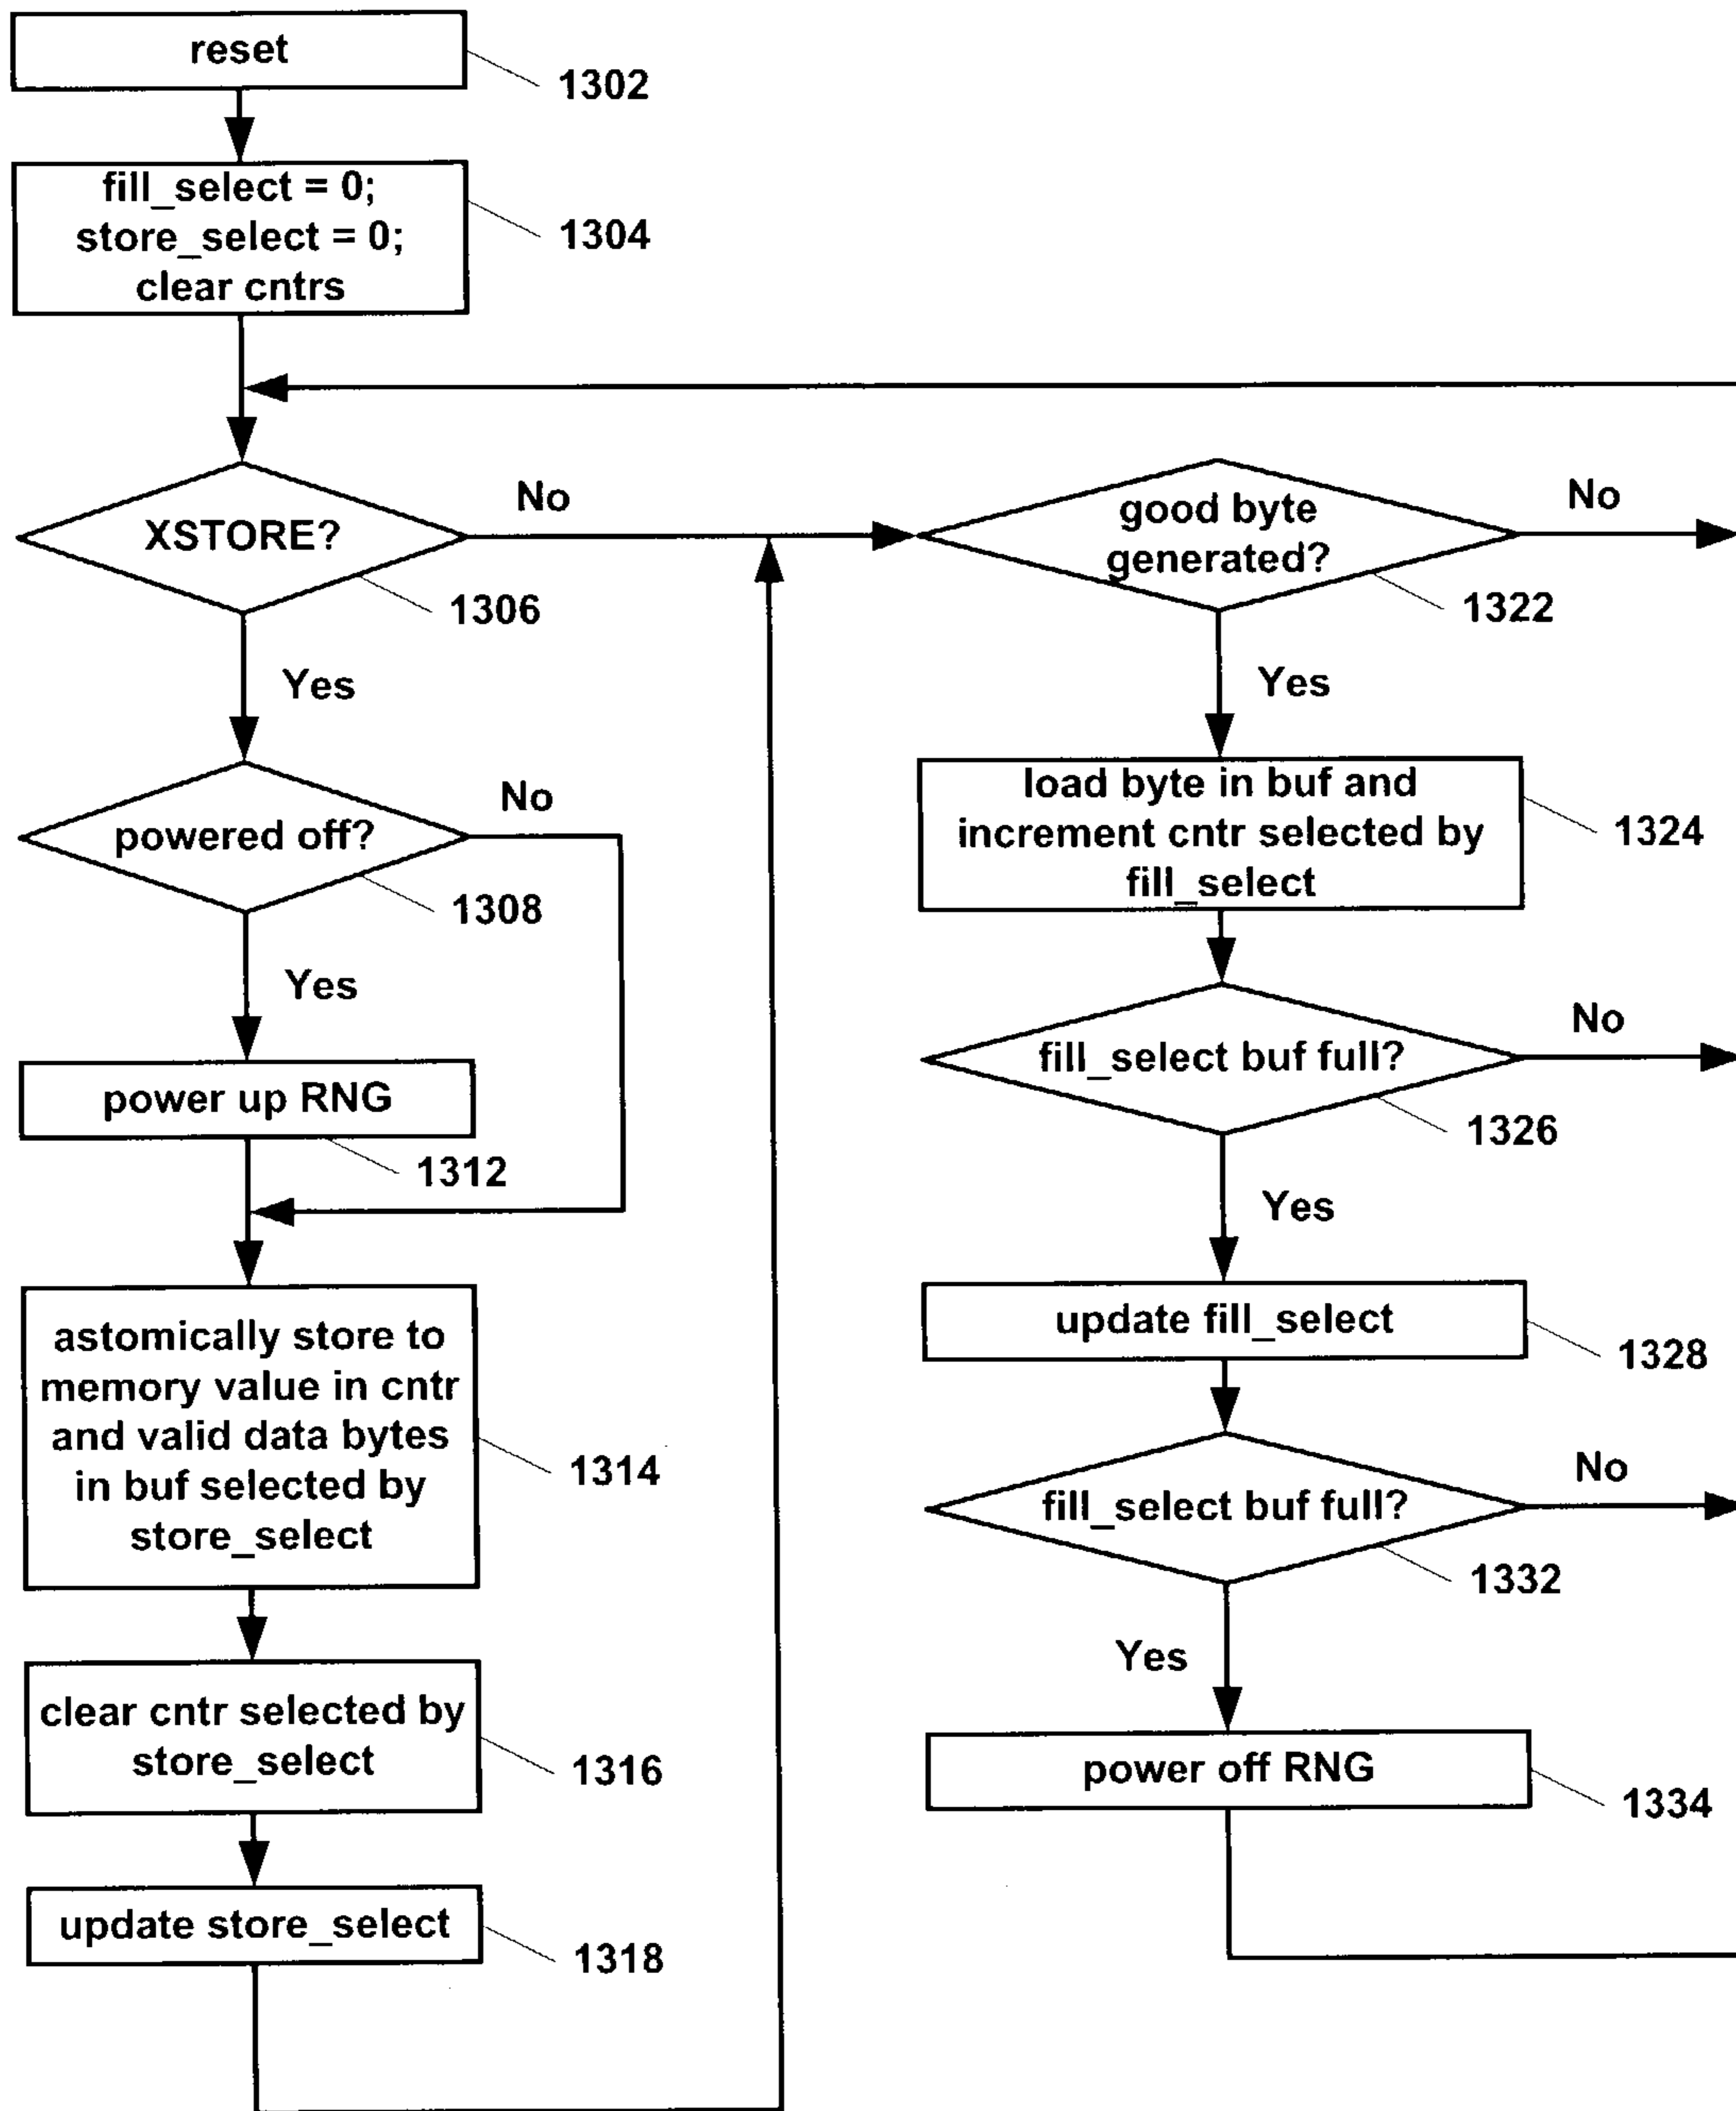 reset
1302
fill_select = 0;
store_select = 0;
clear cntrs
1304
XSTORE?
No
1306
Yes
powered off?
No
1308
Yes
power up RNG
1312
astomically store to
memory value in cntr
and valid data bytes
in buf selected by
store_select
1314
clear cntr selected by
store_select
1316
update store_select
1318
good byte
generated?
No
1322
Yes
load byte in buf and
increment cntr selected by
fill_select
1324
fill_select buf full?
No
1326
Yes
update fill_select
1328
fill_select buf full?
No
1332
Yes
power off RNG
1334